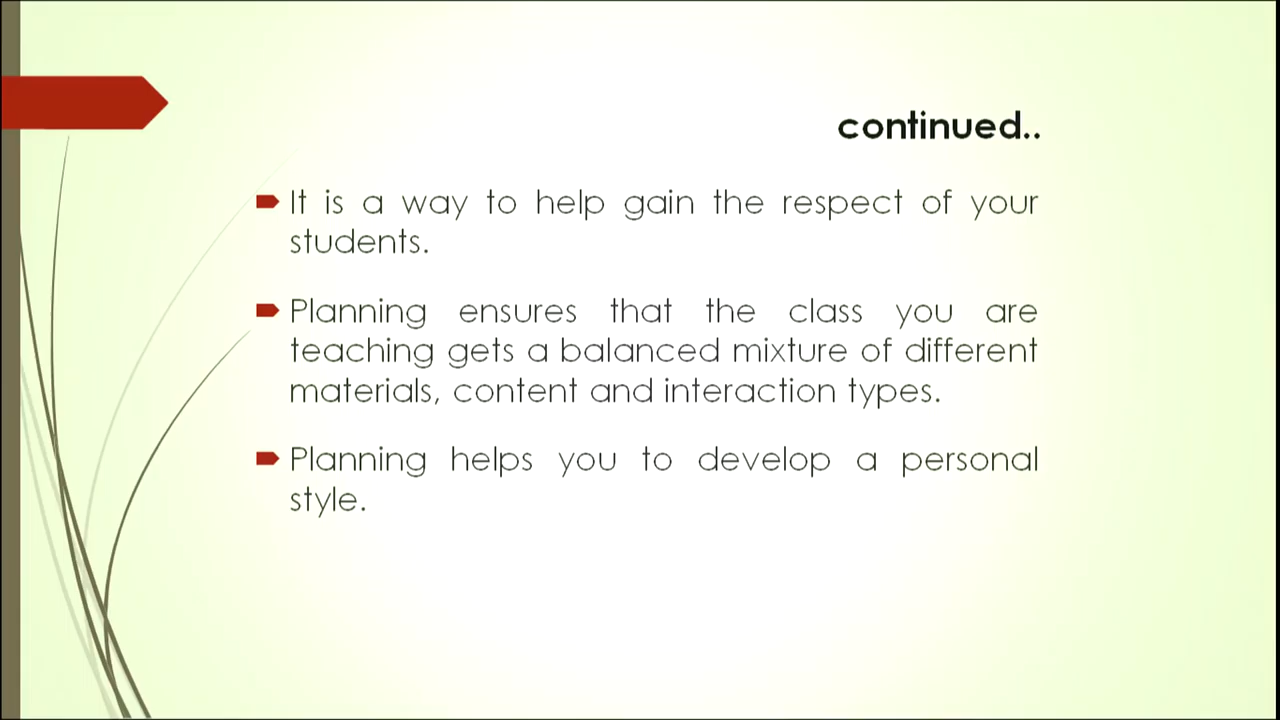 continued..
It is a way to help gain the respect of your
students.
Planning ensures that the class you are
teaching gets a balanced mixture of different
materials, content and interaction types.
Planning helps you to develop a personal
style.